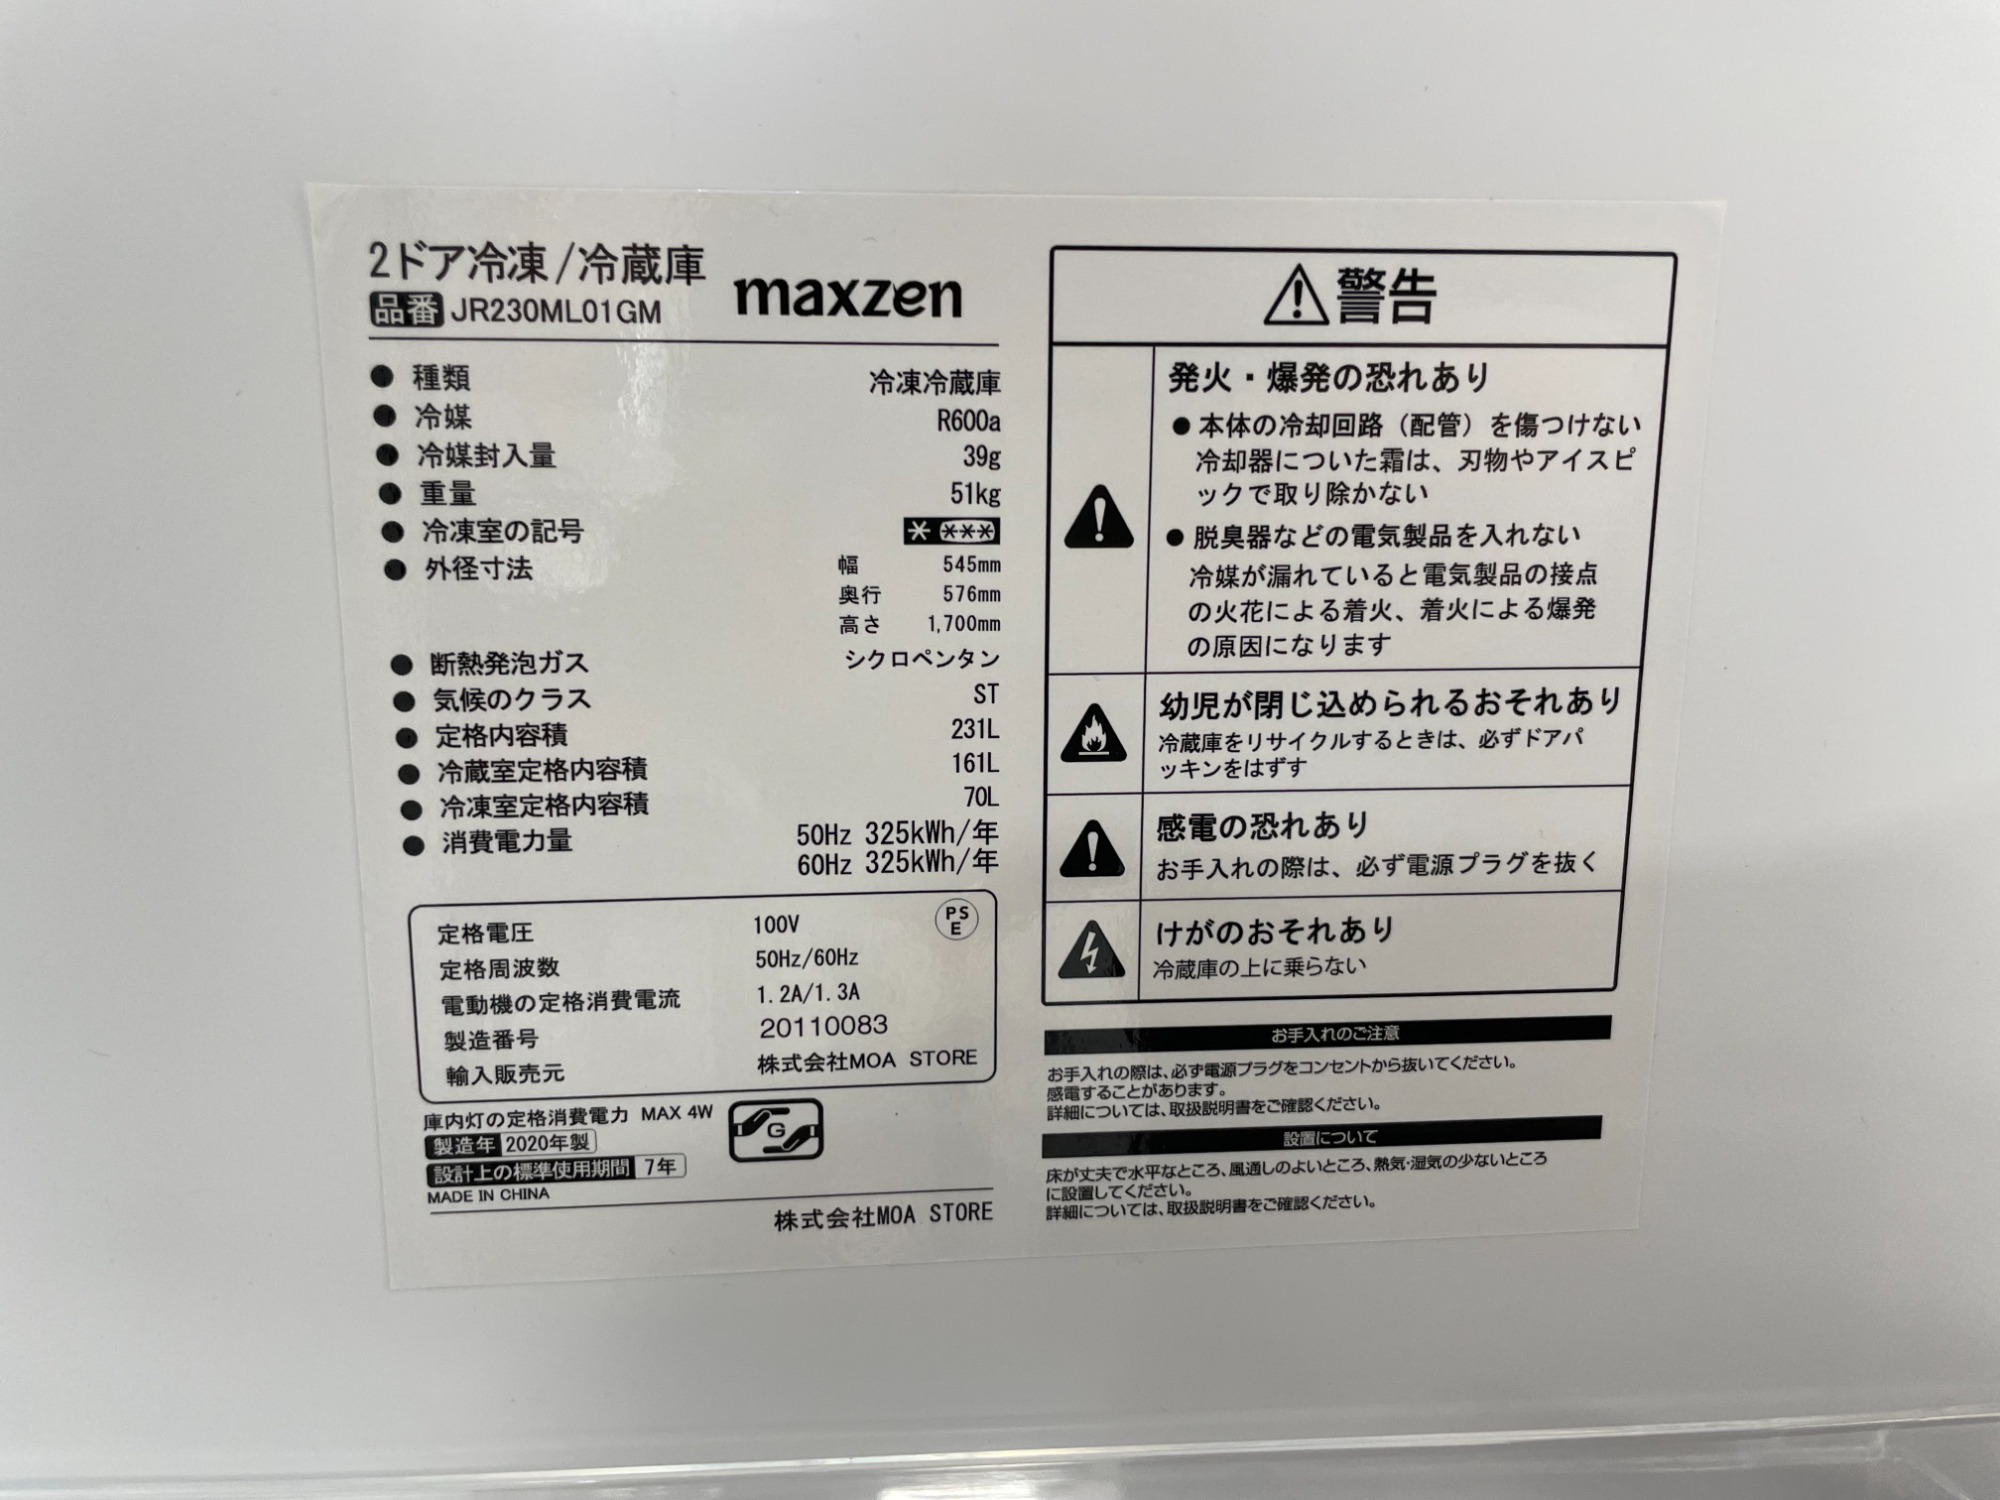 2ドア冷凍/冷蔵庫
品番 JR230ML01GM
maxzen
● 種類 冷凍冷蔵庫
● 冷媒 R600a
● 冷媒封入量 39g
● 重量 51kg
● 冷凍室の記号 * ***
● 外径寸法 幅 545mm
奥行 576mm
高さ 1,700mm
● 断熱発泡ガス シクロペンタン
● 気候のクラス ST
● 定格内容積 231L
● 冷蔵室定格内容積 161L
● 冷凍室定格内容積 70L
● 消費電力量 50Hz 325kWh/年
60Hz 325kWh/年
定格電圧 100V
PS
E
定格周波数 50Hz/60Hz
電動機の定格消費電流 1.2A/1.3A
製造番号 20110083
輸入販売元 株式会社MOA STORE
庫内灯の定格消費電力 MAX 4W
製造年 2020年製
G
設計上の標準使用期間 7年
MADE IN CHINA
株式会社MOA STORE
警告
発火・爆発の恐れあり
● 本体の冷却回路（配管）を傷つけない
冷却器についた霜は、刃物やアイスピ
ックで取り除かない
● 脱臭器などの電気製品を入れない
冷媒が漏れていると電気製品の接点
の火花による着火、着火による爆発
の原因になります
幼児が閉じ込められるおそれあり
冷蔵庫をリサイクルするときは、必ずドアパ
ッキンをはずす
感電の恐れあり
お手入れの際は、必ず電源プラグを抜く
けがのおそれあり
冷蔵庫の上に乗らない
お手入れのご注意
お手入れの際は、必ず電源プラグをコンセントから抜いてください。
感電することがあります。
詳細については、取扱説明書をご確認ください。
設置について
床が丈夫で水平なところ、風通しのよいところ、熱気・湿気の少ないところ
に設置してください。
詳細については、取扱説明書をご確認ください。